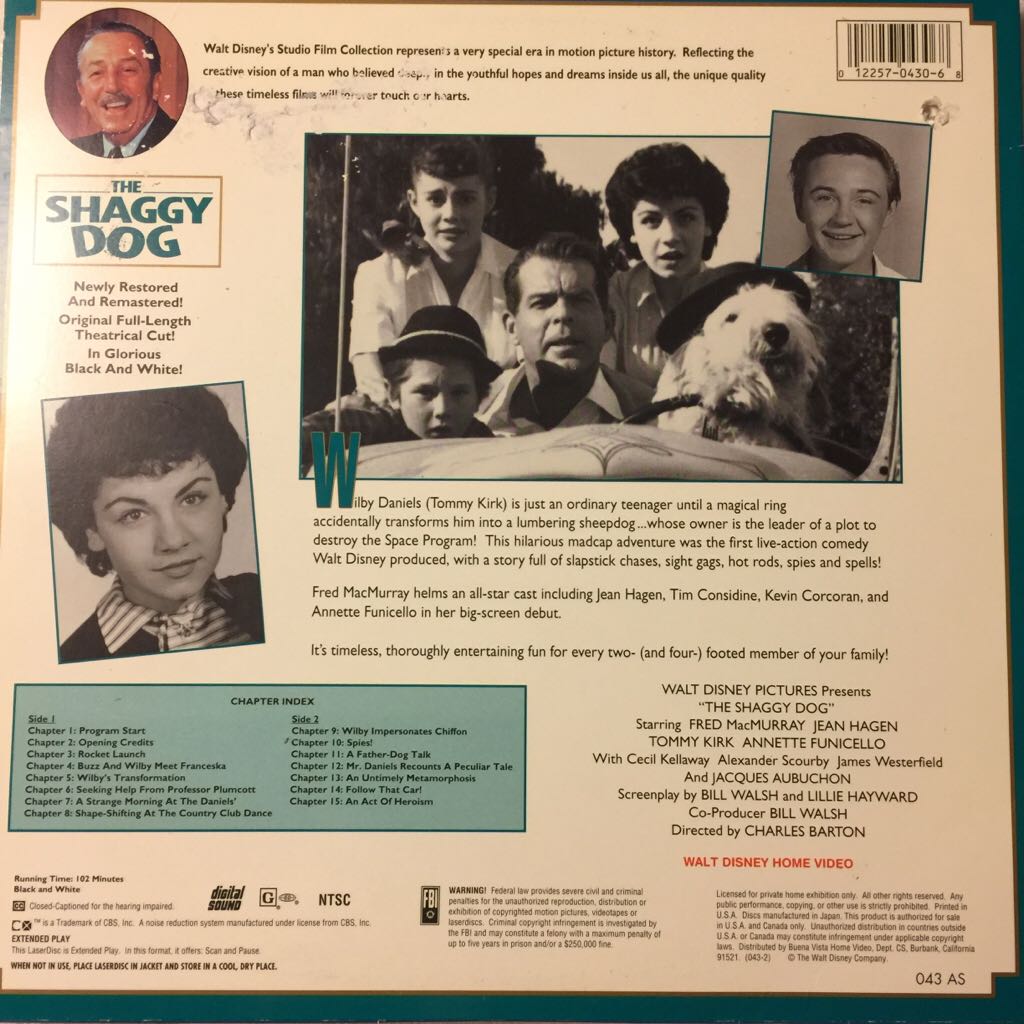 Walt Disney's Studio Film Collection represents a very special era in motion picture history. Reflecting the
creative vision of a man who believed deeply in the youthful hopes and dreams inside us all, the unique quality
these timeless films will forever touch our hearts.
0 12257-0430-6 8
THE
SHAGGY
DOG
Newly Restored
And Remastered!
Original Full-Length
Theatrical Cut!
In Glorious
Black And White!
Wilby Daniels (Tommy Kirk) is just an ordinary teenager until a magical ring
accidentally transforms him into a lumbering sheepdog...whose owner is the leader of a plot to
destroy the Space Program! This hilarious madcap adventure was the first live-action comedy
Walt Disney produced, with a story full of slapstick chases, sight gags, hot rods, spies and spells!
Fred MacMurray helms an all-star cast including Jean Hagen, Tim Considine, Kevin Corcoran, and
Annette Funicello in her big-screen debut.
It's timeless, thoroughly entertaining fun for every two- (and four-) footed member of your family!
CHAPTER INDEX
Side 1
Chapter 1: Program Start
Chapter 2: Opening Credits
Chapter 3: Rocket Launch
Chapter 4: Buzz And Wilby Meet Franceska
Chapter 5: Wilby's Transformation
Chapter 6: Seeking Help From Professor Plumcott
Chapter 7: A Strange Morning At The Daniels'
Chapter 8: Shape-Shifting At The Country Club Dance
Side 2
Chapter 9: Wilby Impersonates Chiffon
Chapter 10: Spies!
Chapter 11: A Father-Dog Talk
Chapter 12: Mr. Daniels Recounts A Peculiar Tale
Chapter 13: An Untimely Metamorphosis
Chapter 14: Follow That Car!
Chapter 15: An Act Of Heroism
WALT DISNEY PICTURES Presents
"THE SHAGGY DOG"
Starring FRED MacMURRAY JEAN HAGEN
TOMMY KIRK ANNETTE FUNICELLO
With Cecil Kellaway Alexander Scourby James Westerfield
And JACQUES AUBUCHON
Screenplay by BILL WALSH and LILLIE HAYWARD
Co-Producer BILL WALSH
Directed by CHARLES BARTON
WALT DISNEY HOME VIDEO
Running Time: 102 Minutes
Black and White
CC Closed-Captioned for the hearing impaired.
CX™ is a Trademark of CBS, Inc. A noise reduction system manufactured under license from CBS, Inc.
EXTENDED PLAY
This LaserDisc is Extended Play. In this format, it offers: Scan and Pause.
WHEN NOT IN USE, PLACE LASERDISC IN JACKET AND STORE IN A COOL, DRY PLACE.
digital
SOUND
G
NTSC
FBI
WARNING! Federal law provides severe civil and criminal
penalties for the unauthorized reproduction, distribution or
exhibition of copyrighted motion pictures, videotapes or
laserdiscs. Criminal copyright infringement is investigated by
the FBI and may constitute a felony with a maximum penalty of
up to five years in prison and/or a $250,000 fine.
Licensed for private home exhibition only. All other rights reserved. Any
public performance, copying, or other use is strictly prohibited. Printed in
U.S.A. Discs manufactured in Japan. This product is authorized for sale
in U.S.A. and Canada only. Unauthorized distribution in countries outside
U.S.A. or Canada may constitute infringement under applicable copyright
laws. Distributed by Buena Vista Home Video, Dept. CS, Burbank, California
91521. (043-2) © The Walt Disney Company.
043 AS